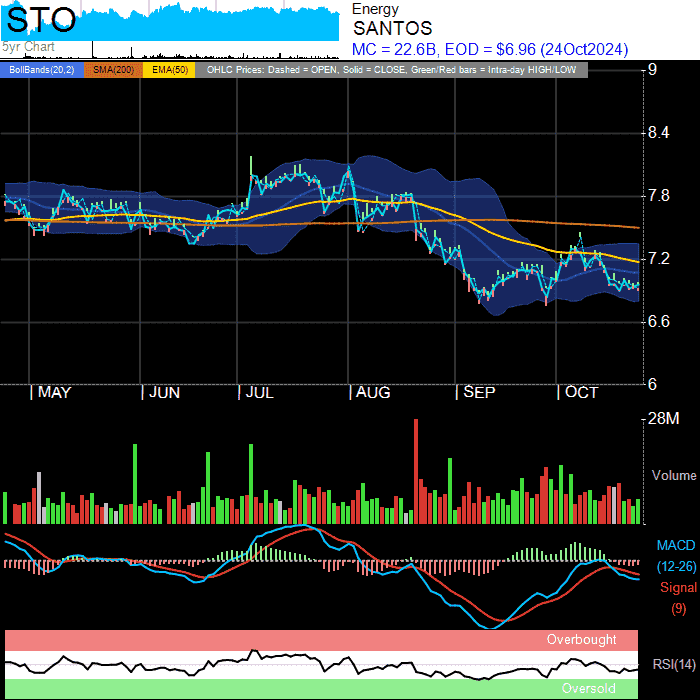 STO
5yr Chart
Energy
SANTOS
MC = 22.6B, EOD = $6.96 (24Oct2024)
BollBands(20,2) SMA(200) EMA(50) OHLC Prices: Dashed = OPEN, Solid = CLOSE, Green/Red bars = Intra-day HIGH/LOW
9
8.4
7.8
7.2
6.6
6
MAY JUN JUL AUG SEP OCT
28M
Volume
MACD
(12-26)
Signal
(9)
Overbought
RSI(14)
Oversold